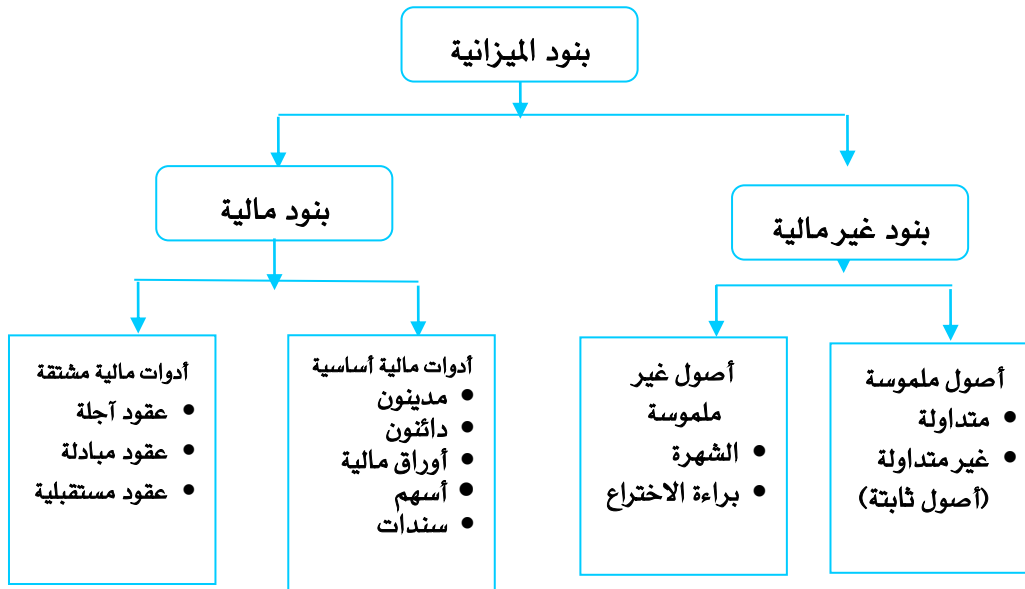 بنود الميزانية
بنود غير مالية
بنود مالية
أصول ملموسة
• متداولة
• غير متداولة
(أصول ثابتة)
أصول غير
ملموسة
• الشهرة
• براءة الاختراع
أدوات مالية أساسية
• مدينون
• دائنون
• أوراق مالية
• أسهم
• سندات
أدوات مالية مشتقة
• عقود آجلة
• عقود مبادلة
• عقود مستقبلية